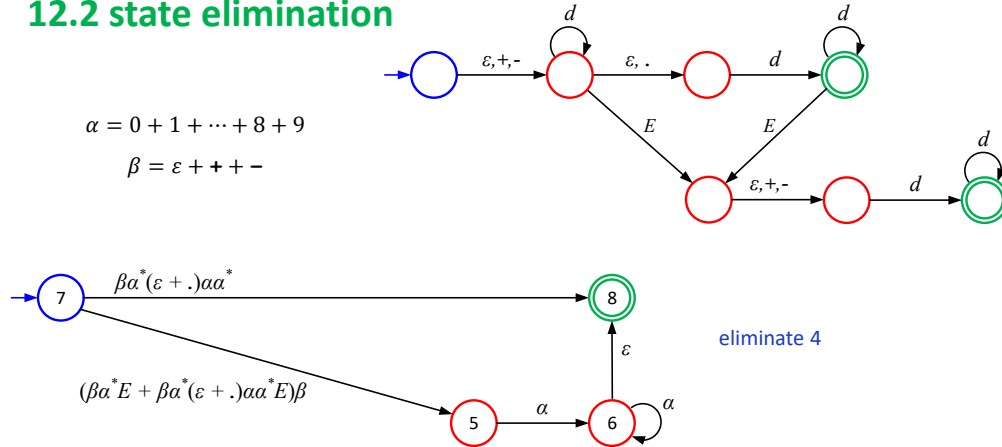 12.2 state elimination
d
d
ε,+,-
ε, .
d
α = 0 + 1 + ⋯ + 8 + 9
E
E
β = ε + + + −
d
ε,+,-
d
7
βα*(ε + .)αα*
8
eliminate 4
ε
(βα*E + βα*(ε + .)αα*E)β
5
α
6
α